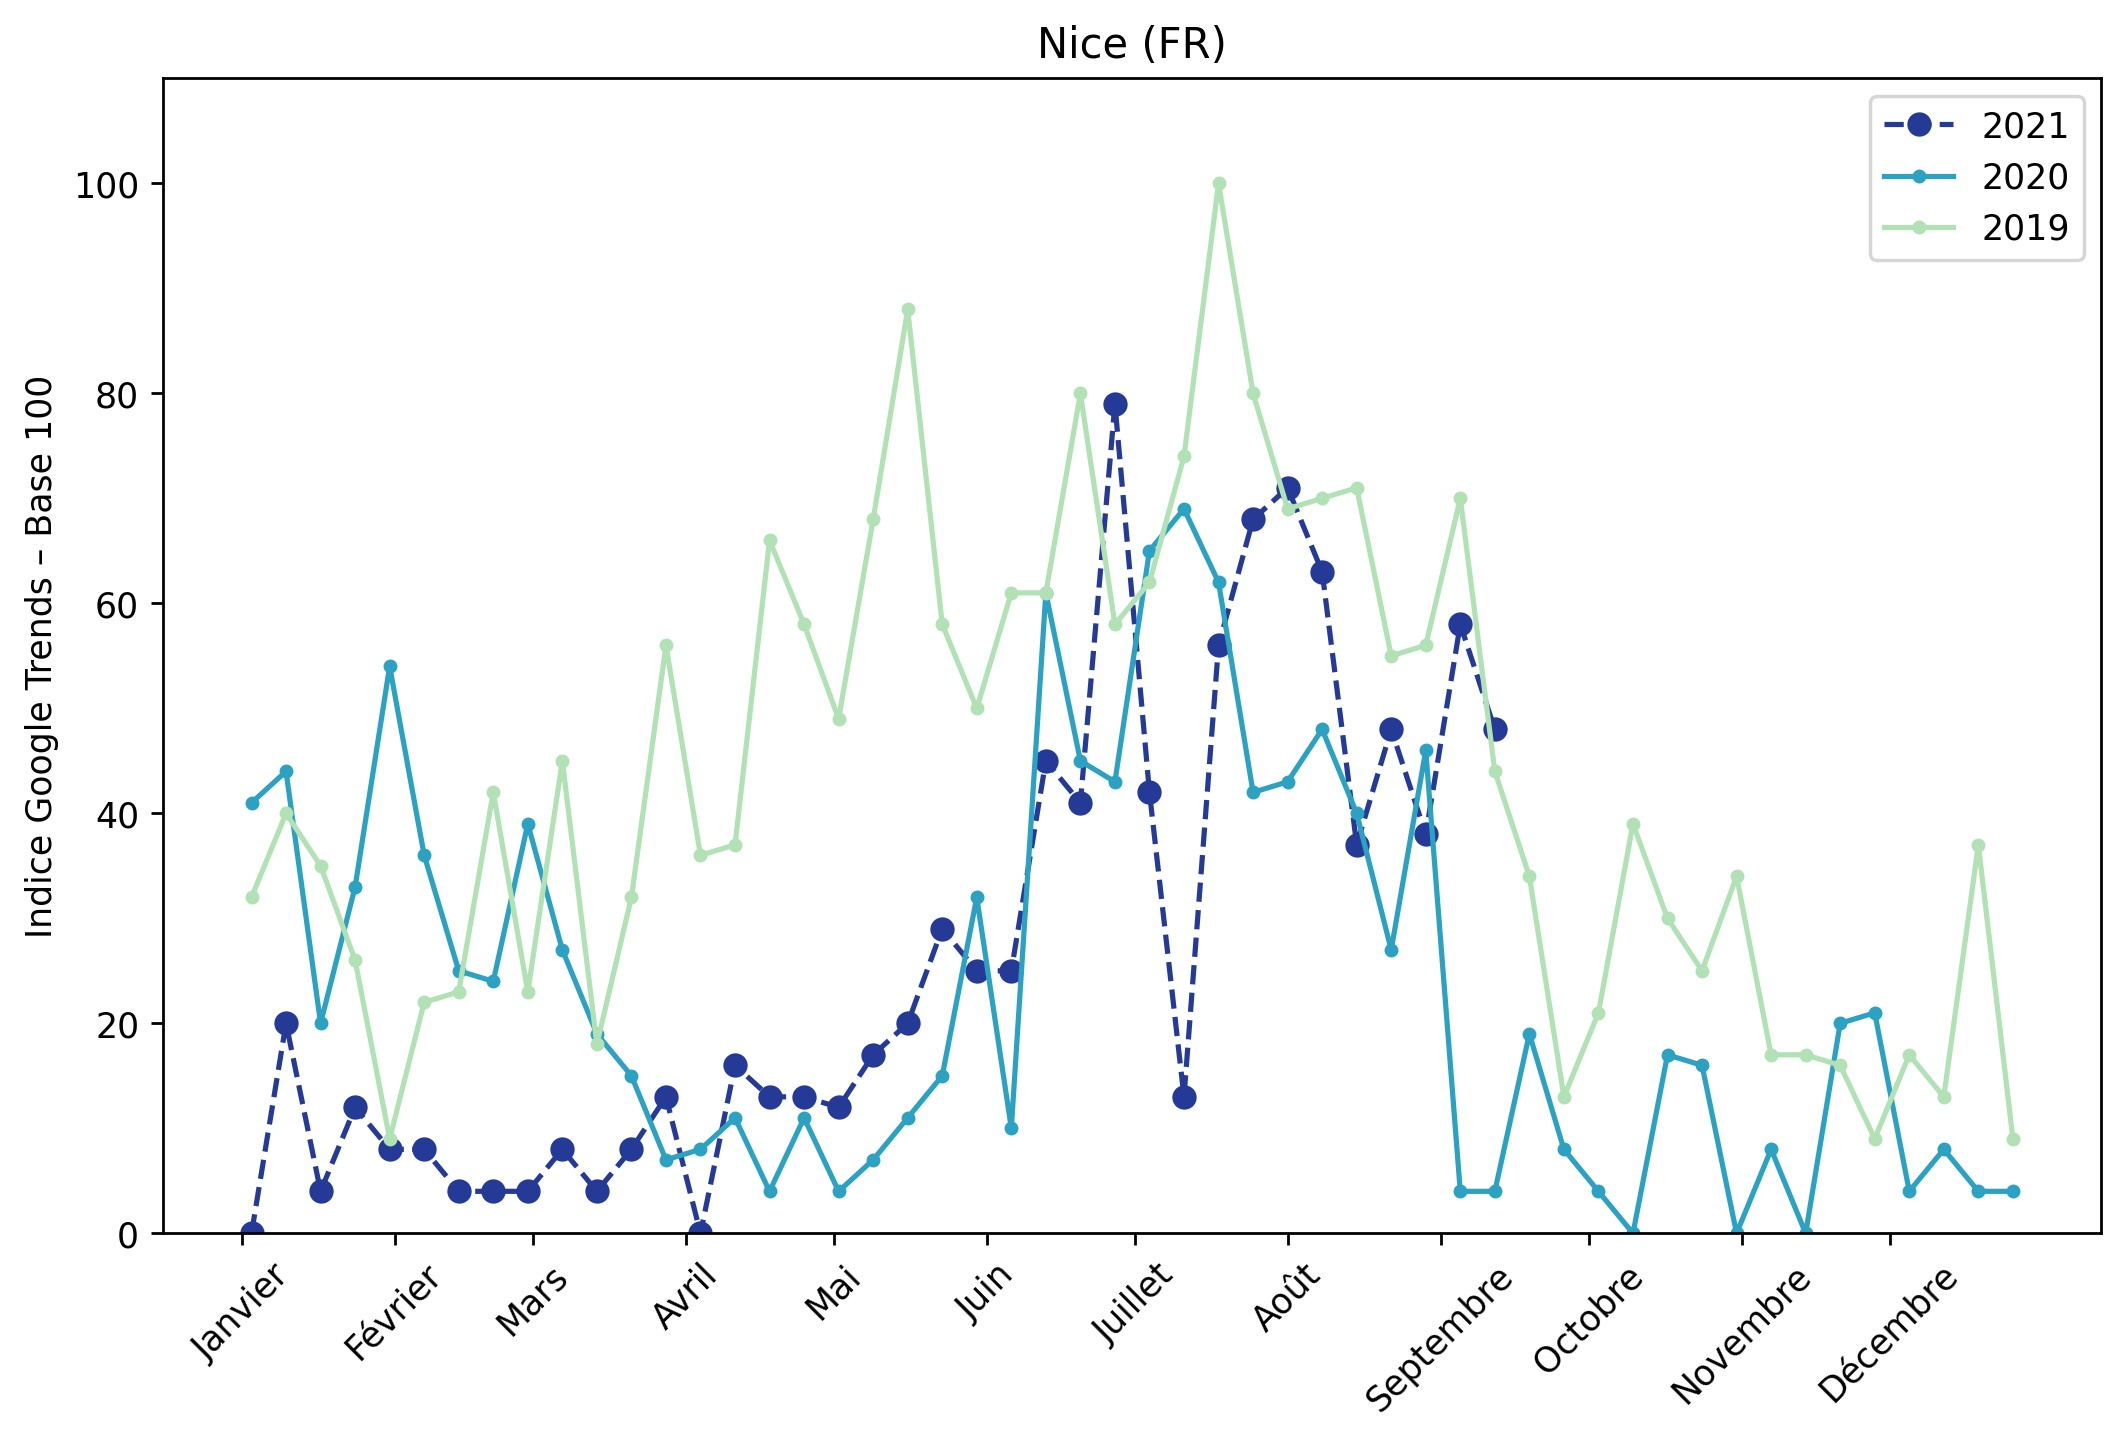 Nice (FR)
2021
2020
2019
Indice Google Trends – Base 100
100
80
60
40
20
0
Janvier
Février
Mars
Avril
Mai
Juin
Juillet
Août
Septembre
Octobre
Novembre
Décembre